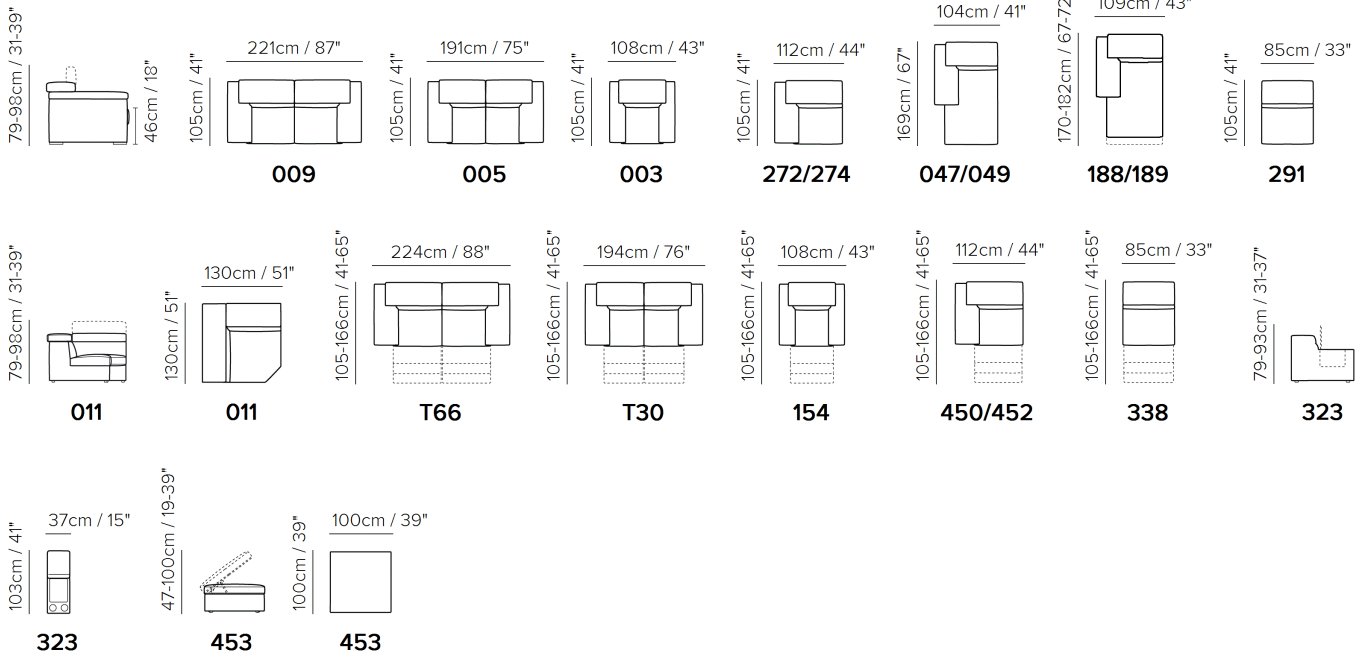 79-98cm / 31-39"
46cm / 18"
221cm / 87"
105cm / 41"
009
191cm / 75"
105cm / 41"
005
108cm / 43"
105cm / 41"
003
112cm / 44"
105cm / 41"
272/274
104cm / 41"
169cm / 67"
047/049
109cm / 43"
170-182cm / 67-72
188/189
85cm / 33"
105cm / 41"
291
79-98cm / 31-39"
011
130cm / 51"
130cm / 51"
011
224cm / 88"
105-166cm / 41-65"
T66
194cm / 76"
105-166cm / 41-65"
T30
108cm / 43"
105-166cm / 41-65"
154
112cm / 44"
105-166cm / 41-65"
450/452
85cm / 33"
105-166cm / 41-65"
338
79-93cm / 31-37"
323
37cm / 15"
103cm / 41"
323
47-100cm / 19-39"
453
100cm / 39"
100cm / 39"
453